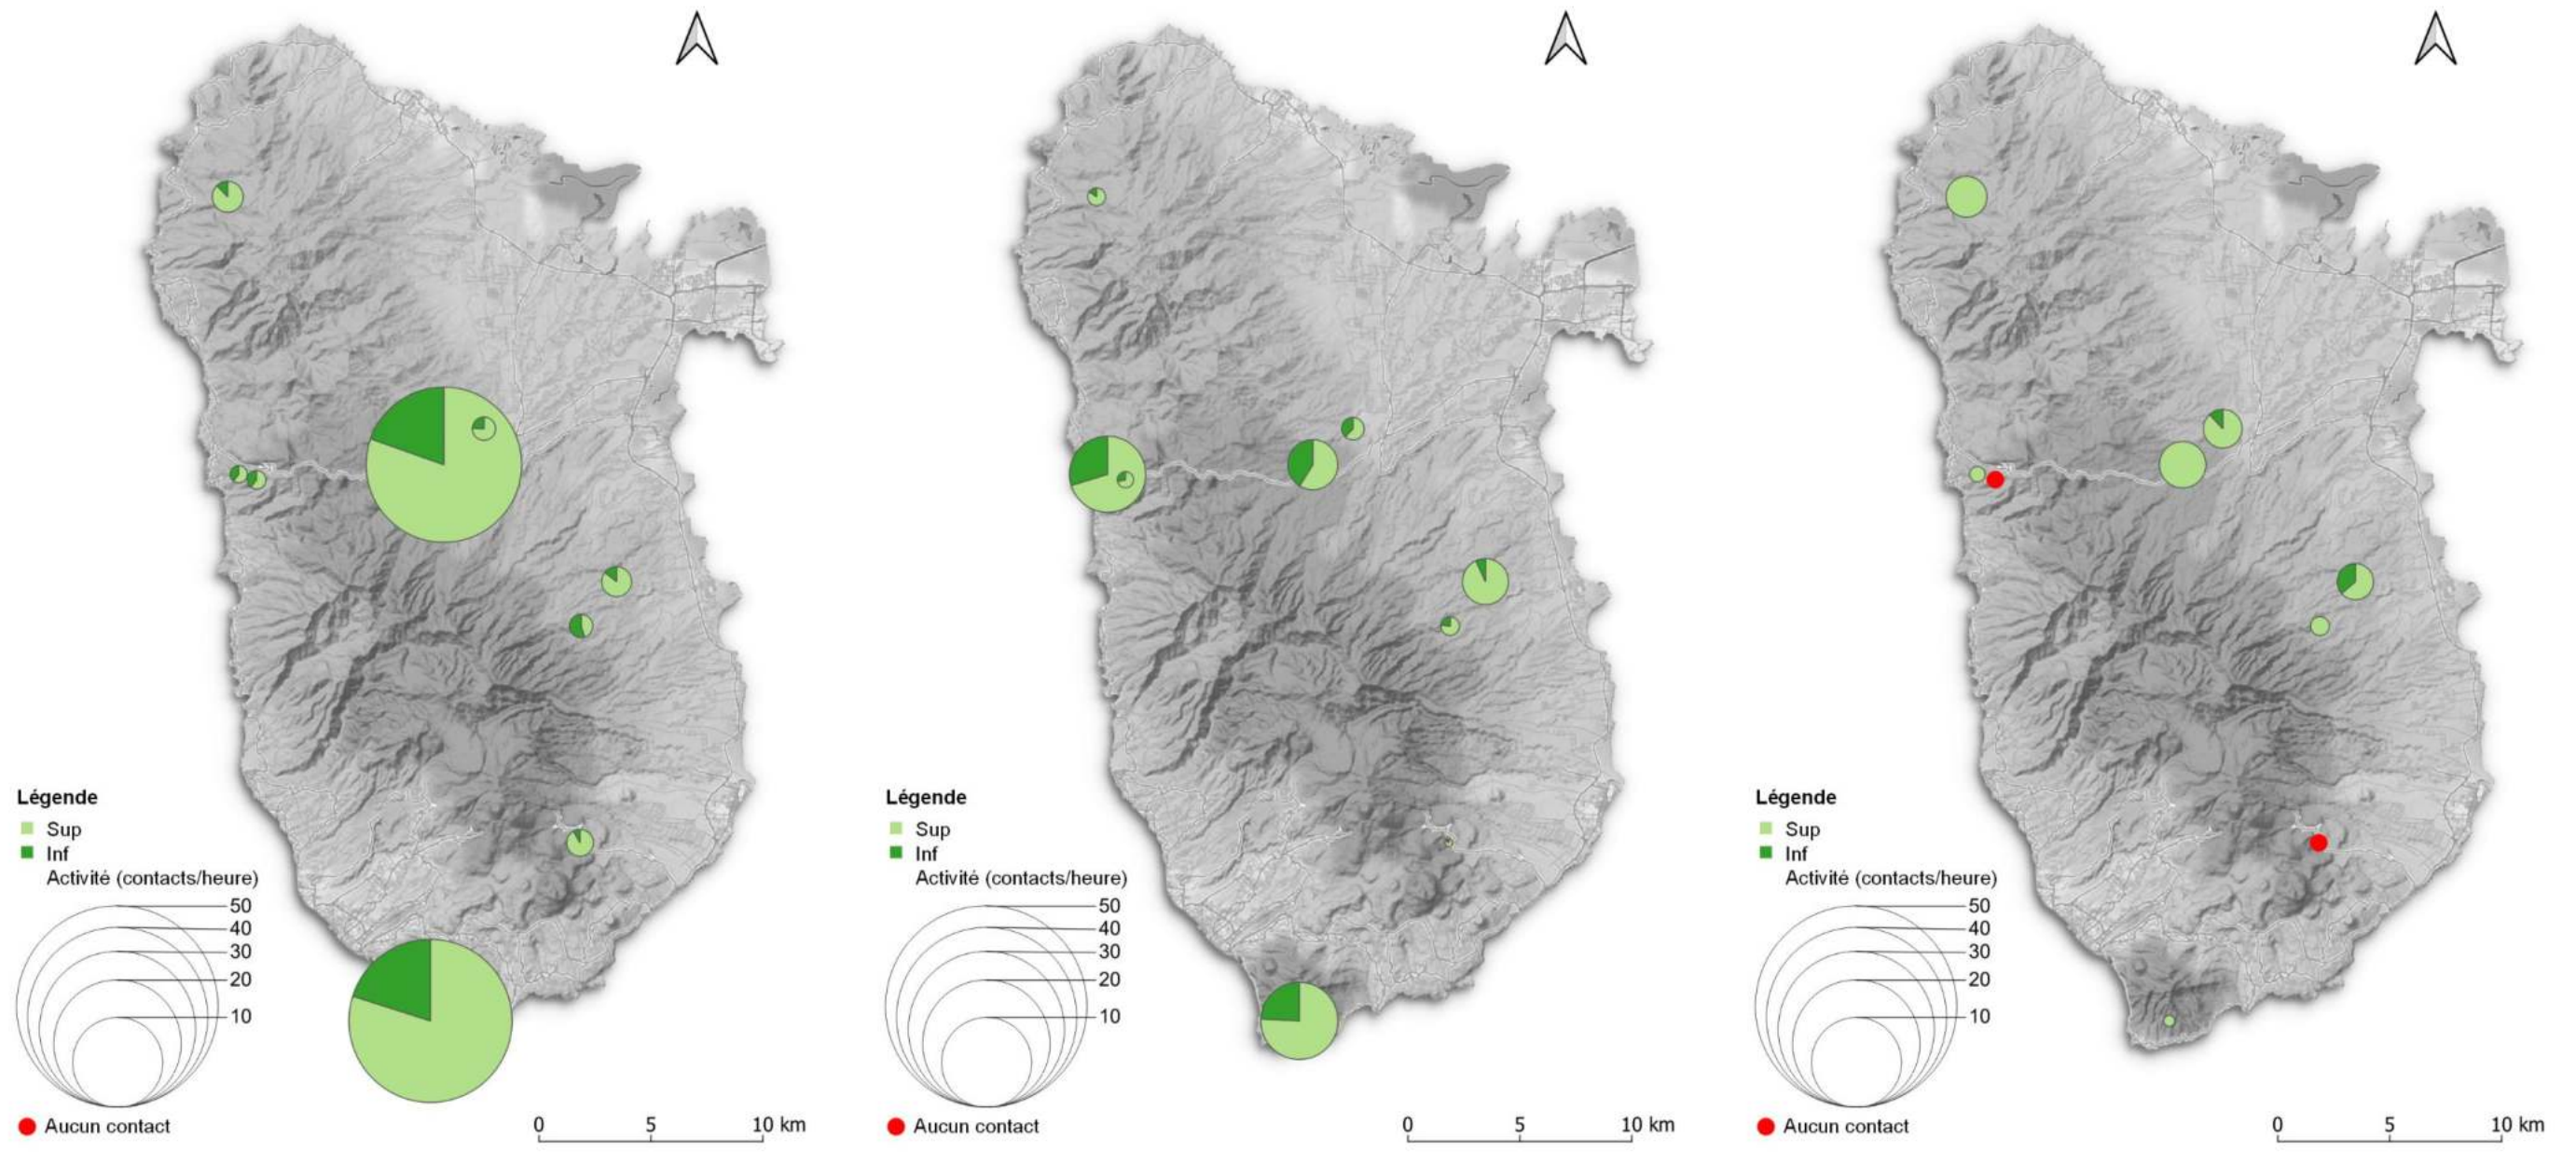 Légende
Sup
Inf
Activité (contacts/heure)
50
40
30
20
10
Aucun contact
0 5 10 km
Légende
Sup
Inf
Activité (contacts/heure)
50
40
30
20
10
Aucun contact
0 5 10 km
Légende
Sup
Inf
Activité (contacts/heure)
50
40
30
20
10
Aucun contact
0 5 10 km